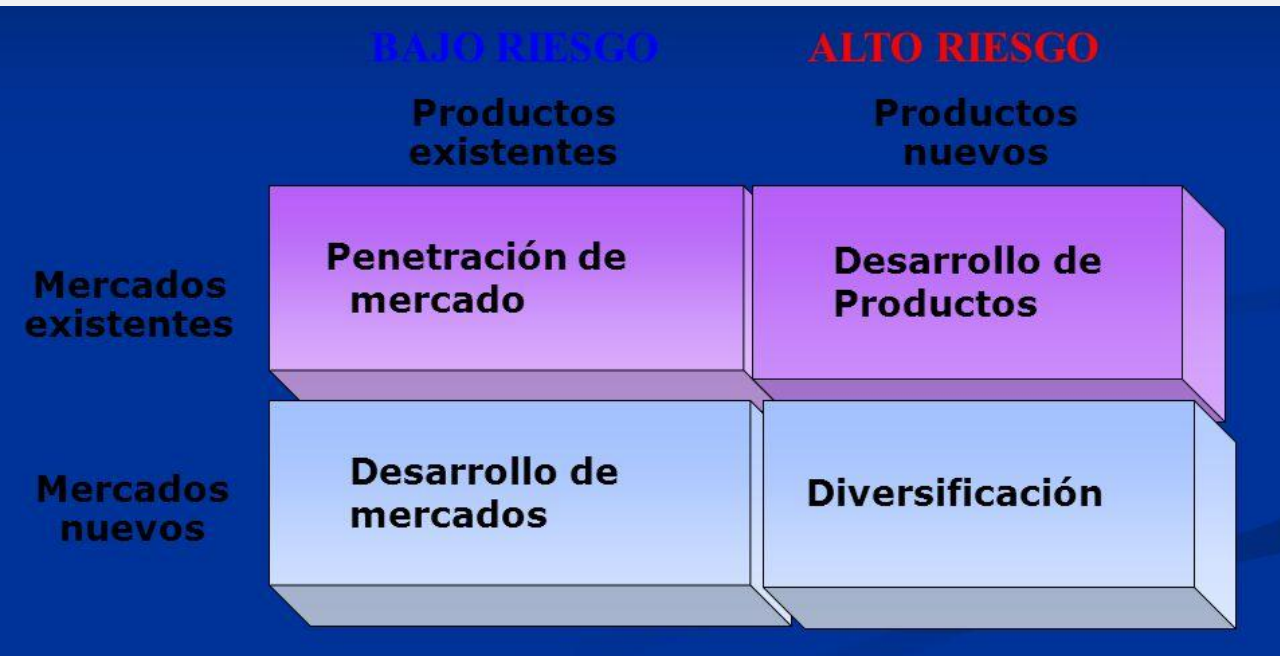 BAJO RIESGO
ALTO RIESGO
Productos
existentes
Productos
nuevos
Mercados
existentes
Penetración de
mercado
Desarrollo de
Productos
Mercados
nuevos
Desarrollo de
mercados
Diversificación